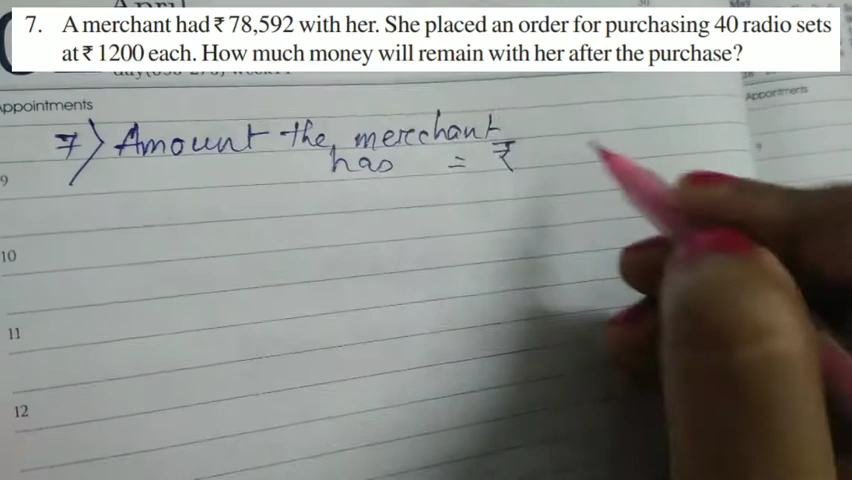 7. A merchant had ₹ 78,592 with her. She placed an order for purchasing 40 radio sets
at ₹ 1200 each. How much money will remain with her after the purchase?
Appointments
Appointments
7) Amount the merchant
has = ₹
9
9
10
11
12